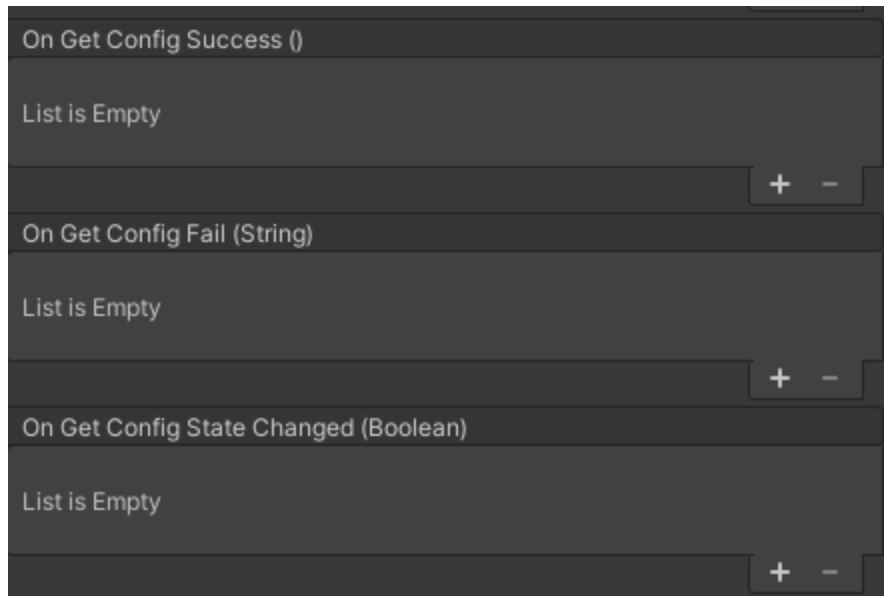 On Get Config Success ()
List is Empty
+ −
On Get Config Fail (String)
List is Empty
+ −
On Get Config State Changed (Boolean)
List is Empty
+ −